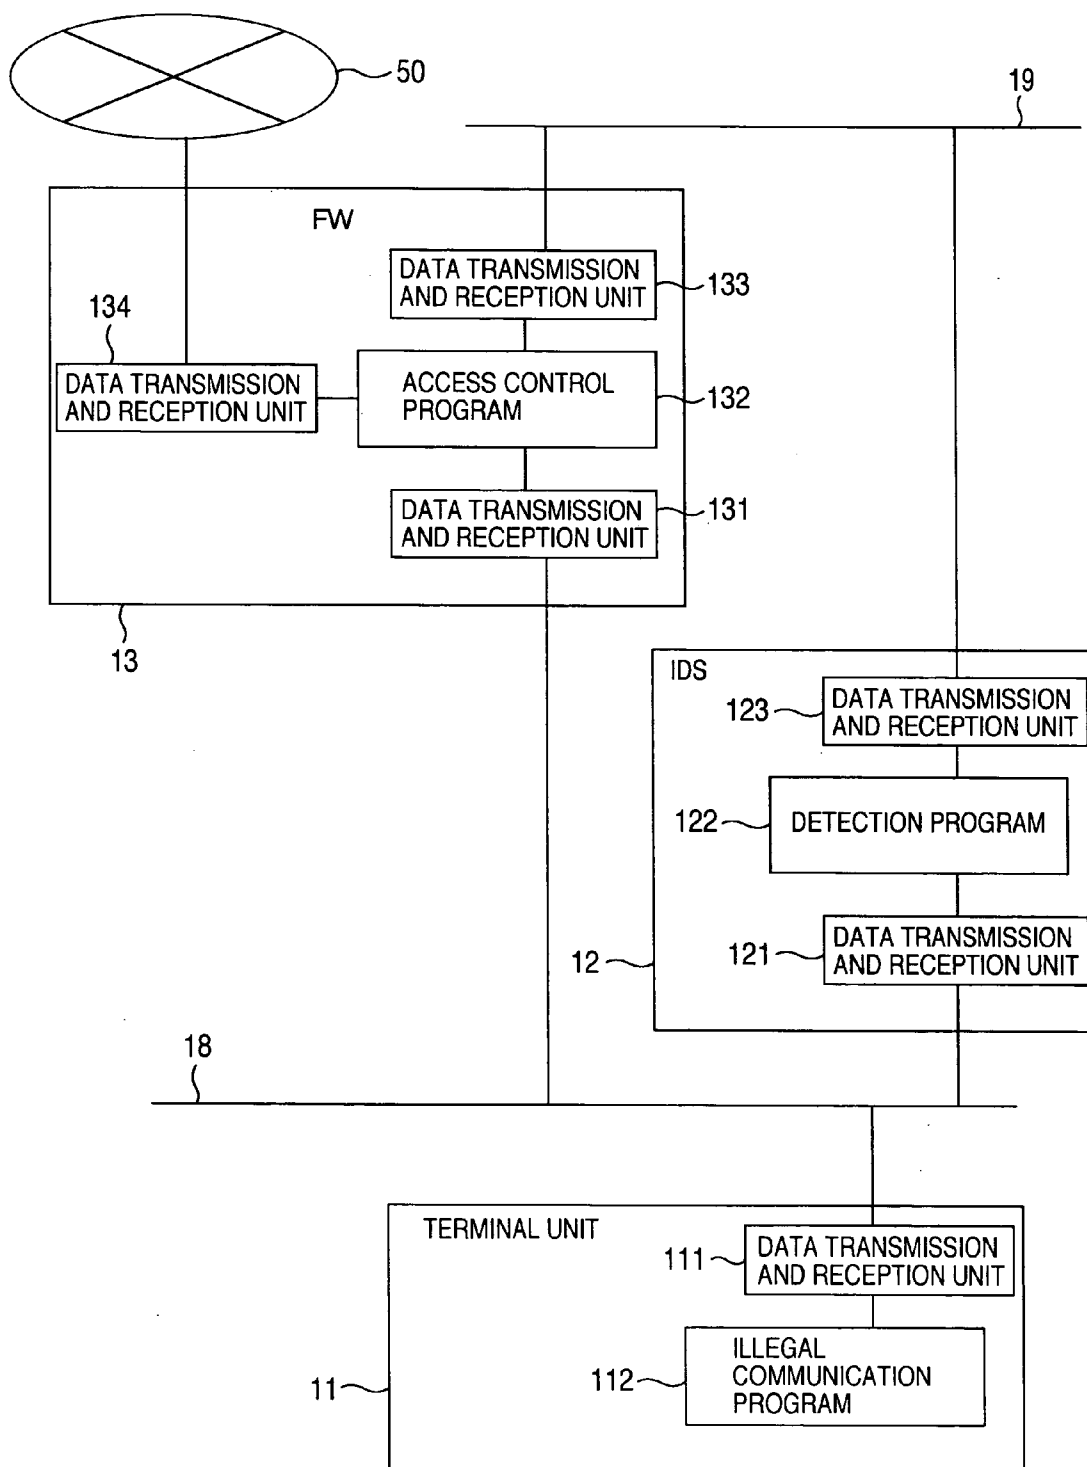 50
19
FW
DATA TRANSMISSION
AND RECEPTION UNIT
133
134
DATA TRANSMISSION
AND RECEPTION UNIT
ACCESS CONTROL
PROGRAM
132
DATA TRANSMISSION
AND RECEPTION UNIT
131
13
IDS
123
DATA TRANSMISSION
AND RECEPTION UNIT
122
DETECTION PROGRAM
12
121
DATA TRANSMISSION
AND RECEPTION UNIT
18
TERMINAL UNIT
111
DATA TRANSMISSION
AND RECEPTION UNIT
11
112
ILLEGAL
COMMUNICATION
PROGRAM